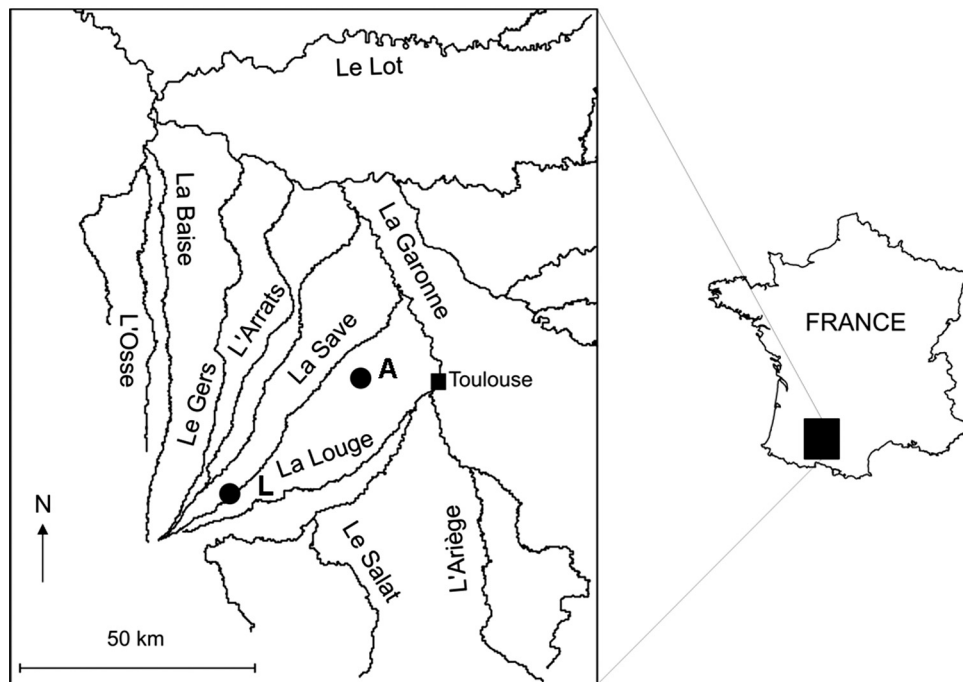 Le Lot
La Baise
La Garonne
L'Osse
L'Arrats
La Save
FRANCE
Le Gers
A
Toulouse
La Louge
L
N
Le Salat
L'Ariège
50 km